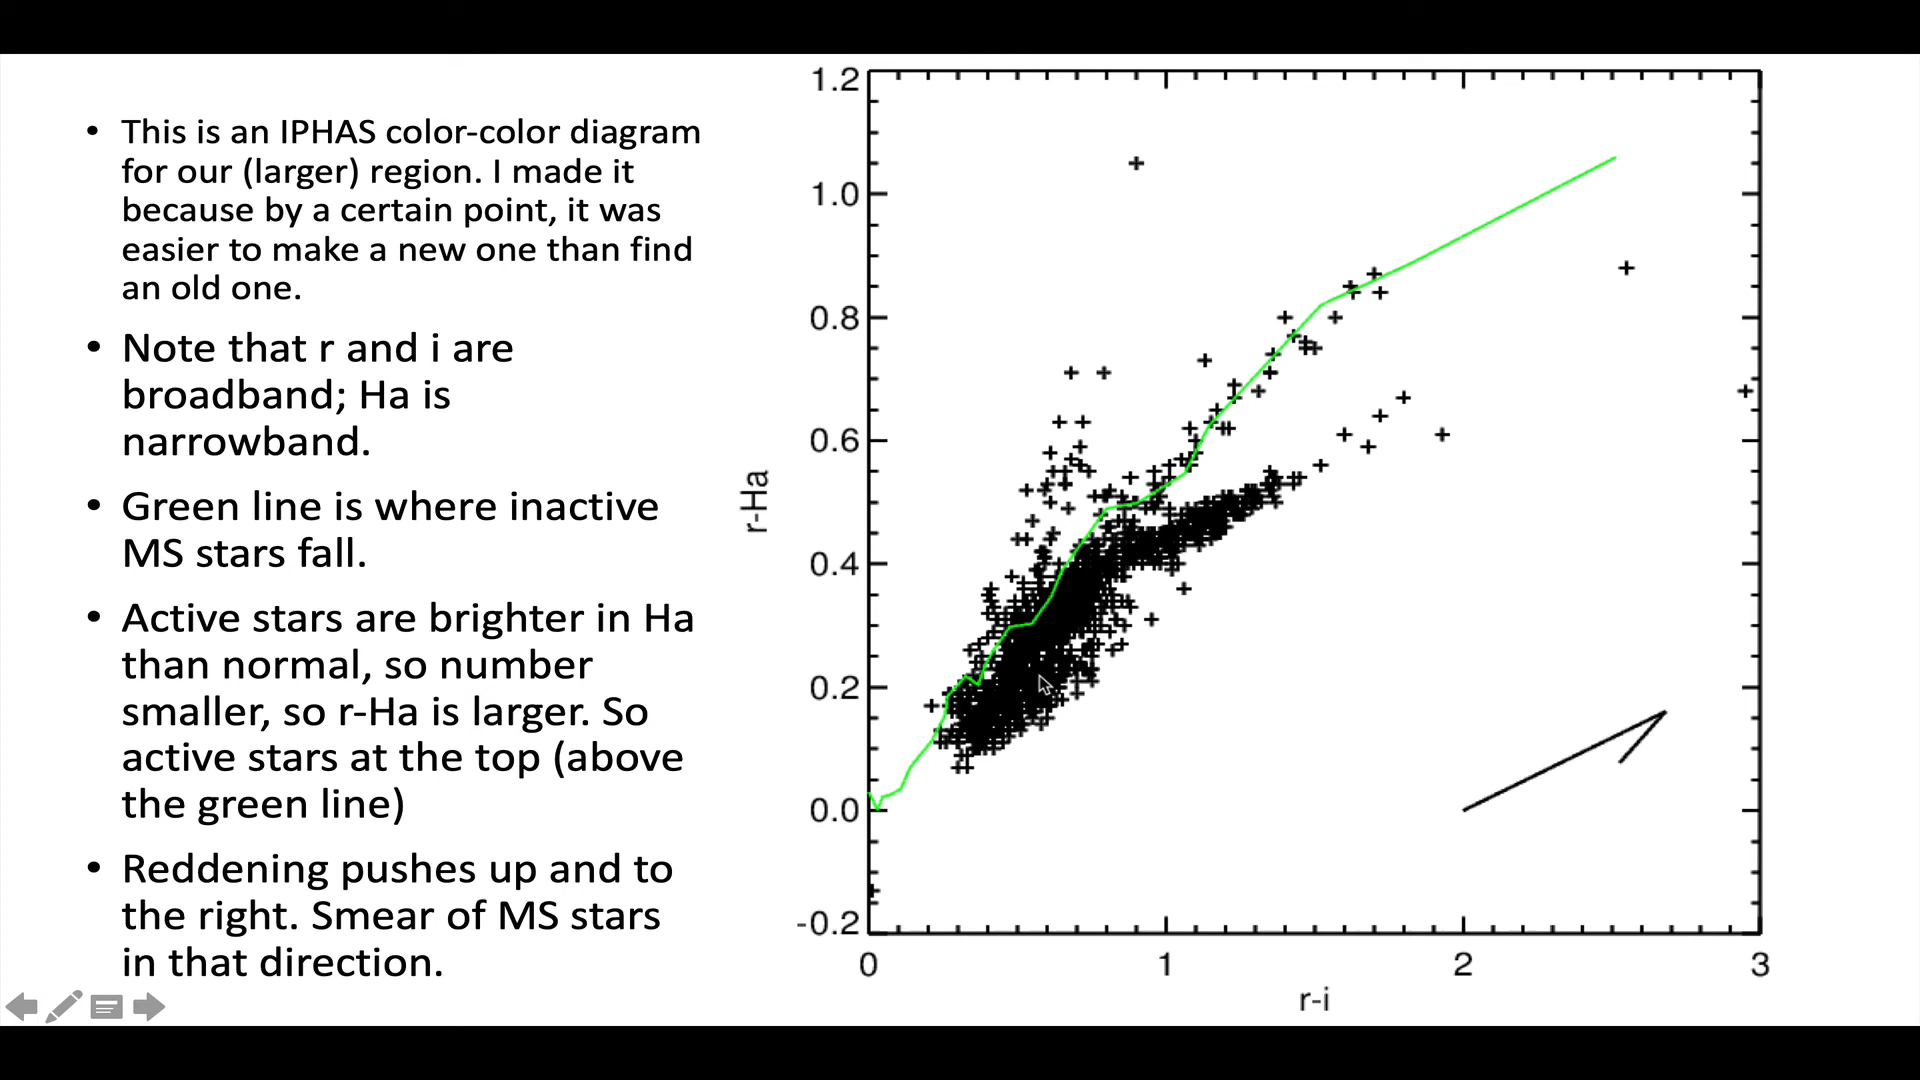 • This is an IPHAS color-color diagram
for our (larger) region. I made it
because by a certain point, it was
easier to make a new one than find
an old one.
• Note that r and i are
broadband; Ha is
narrowband.
• Green line is where inactive
MS stars fall.
• Active stars are brighter in Ha
than normal, so number
smaller, so r-Ha is larger. So
active stars at the top (above
the green line)
• Reddening pushes up and to
the right. Smear of MS stars
in that direction.
1.2
1.0
0.8
0.6
0.4
0.2
0.0
-0.2
r-Ha
0 1 2 3
r-i